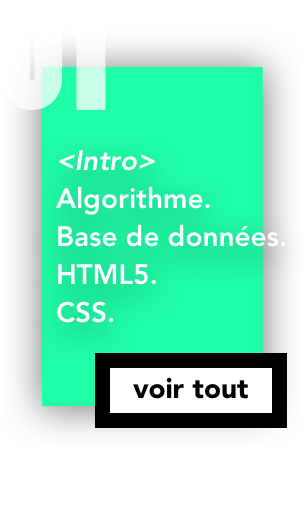 <Intro>
Algorithme.
Base de données.
HTML5.
CSS.
voir tout